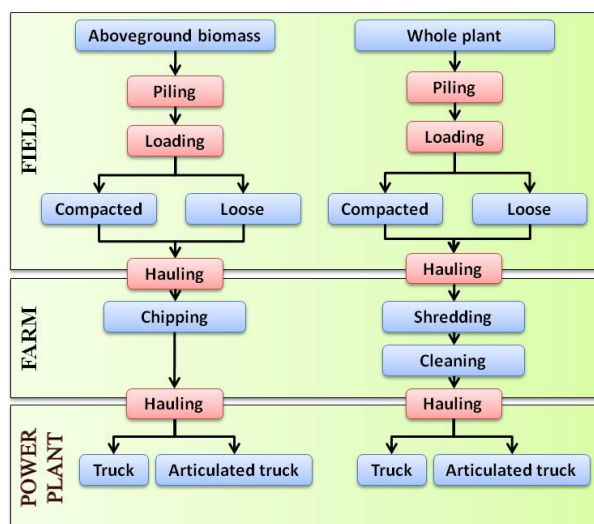 FIELD
Aboveground biomass
Piling
Loading
Compacted
Loose
Hauling
Whole plant
Piling
Loading
Compacted
Loose
Hauling
FARM
Chipping
Hauling
Shredding
Cleaning
Hauling
POWER
PLANT
Truck
Articulated truck
Truck
Articulated truck